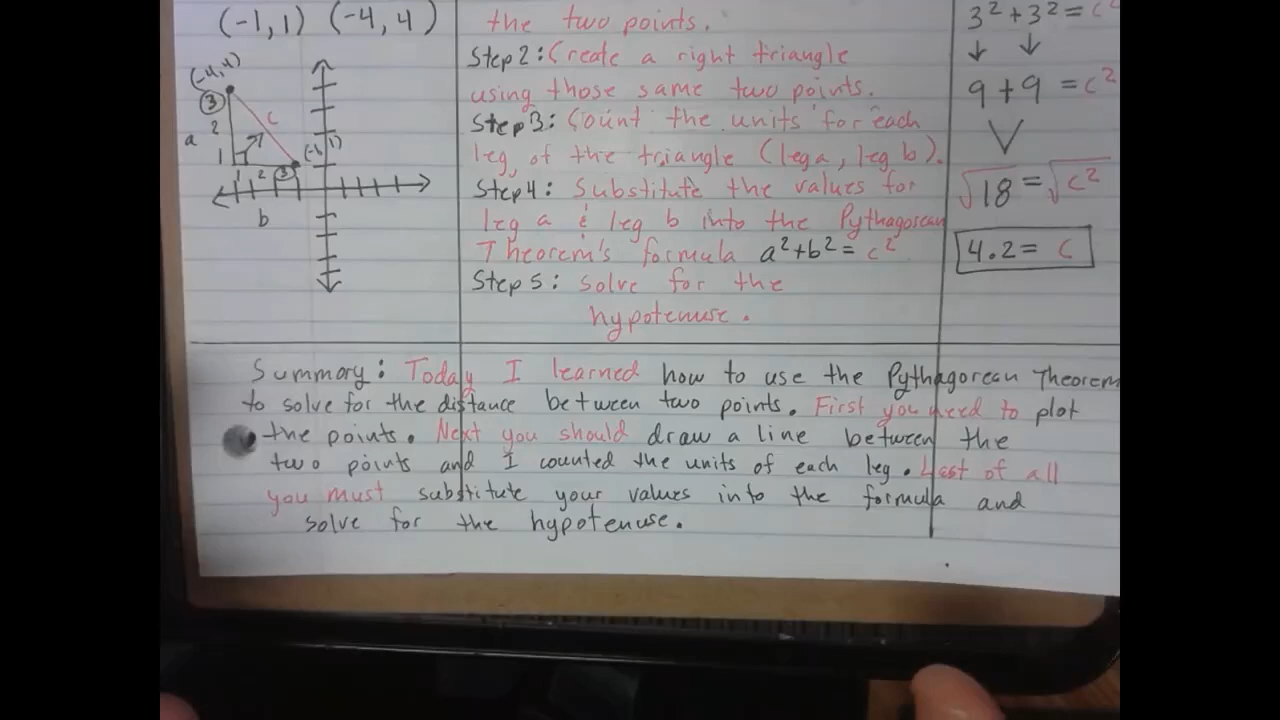 (-1,1) (-4,4)
(-4,4)
3
2
1
a
c
(-1,1)
1 2 3
b
the two points.
Step 2: Create a right triangle
using those same two points.
Step 3: Count the units for each
leg of the triangle (leg a, leg b).
Step 4: Substitute the values for
leg a & leg b into the Pythagorean
Theorem's formula a²+b²= c²
Step 5: Solve for the
hypotenuse.
3²+3²= c²
9+9 = c²
√18 = √c²
4.2 = c
Summary: Today I learned how to use the Pythagorean Theorem
to solve for the distance between two points. First you need to plot
the points. Next you should draw a line between the
two points and I counted the units of each leg. Last of all
you must substitute your values into the formula and
solve for the hypotenuse.